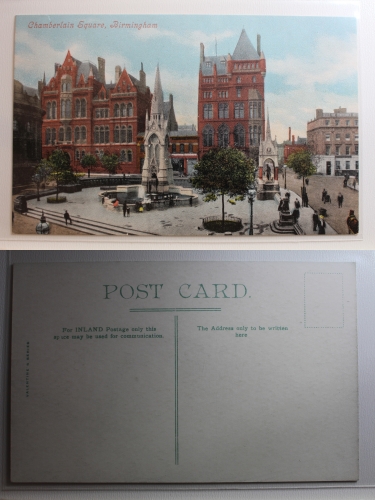 Chamberlain Square, Birmingham
POST CARD.
For INLAND Postage only this
space may be used for communication.
The Address only to be written
here